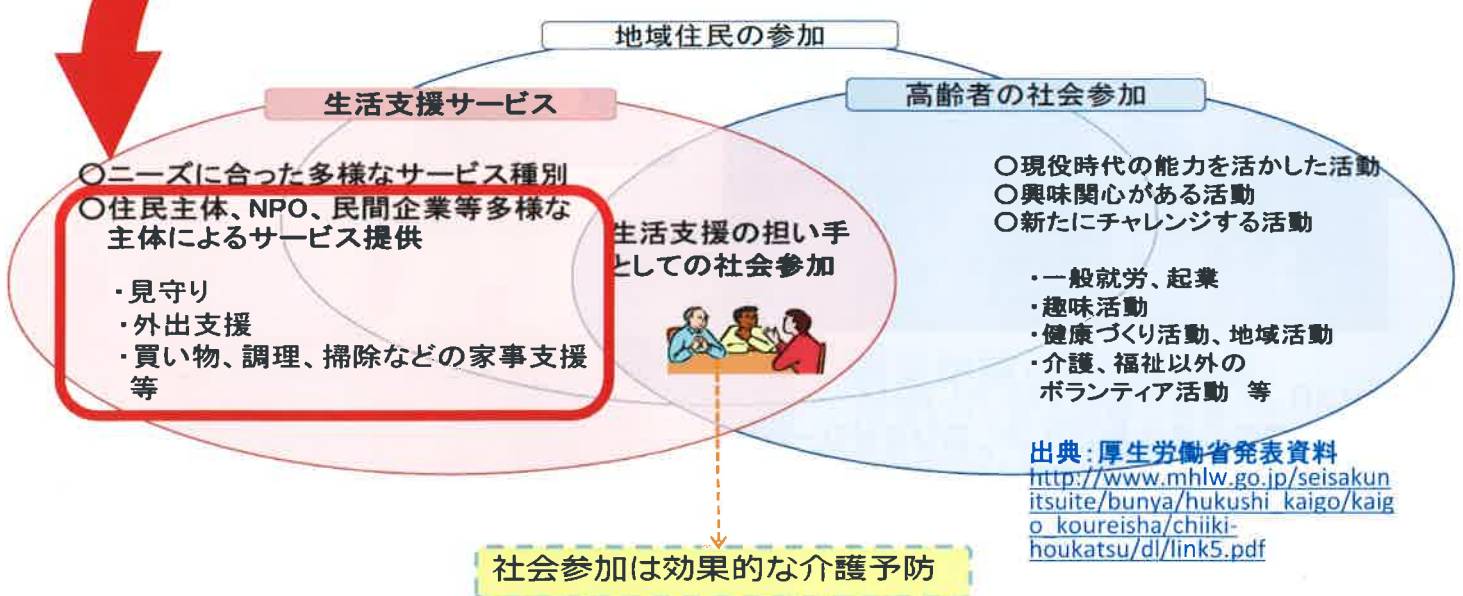 地域住民の参加
生活支援サービス
高齢者の社会参加
〇ニーズに合った多様なサービス種別
〇住民主体、NPO、民間企業等多様な
主体によるサービス提供
・見守り
・外出支援
・買い物、調理、掃除などの家事支援
等
生活支援の担い手
としての社会参加
〇現役時代の能力を活かした活動
〇興味関心がある活動
〇新たにチャレンジする活動
・一般就労、起業
・趣味活動
・健康づくり活動、地域活動
・介護、福祉以外の
ボランティア活動 等
出典:厚生労働省発表資料
http://www.mhlw.go.jp/seisakun
itsuite/bunya/hukushi_kaigo/kaig
o_koureisha/chiiki-
houkatsu/dl/link5.pdf
社会参加は効果的な介護予防